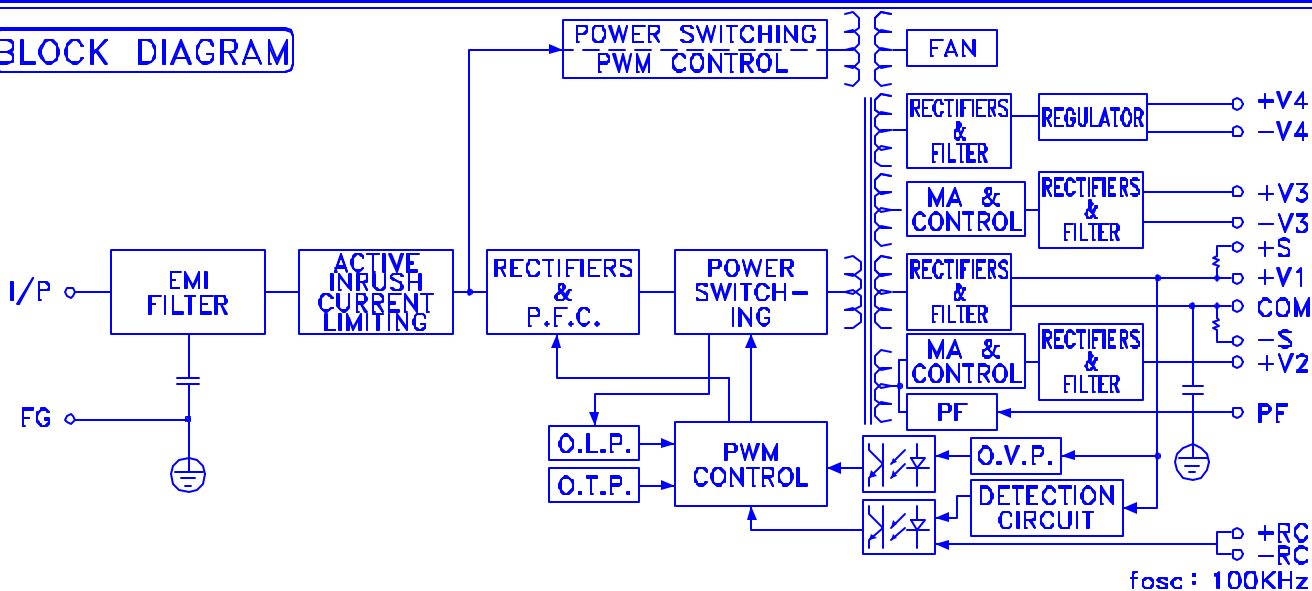 BLOCK DIAGRAM
POWER SWITCHING
PWM CONTROL
FAN
RECTIFIERS
&
FILTER
REGULATOR
+V4
-V4
MA &
CONTROL
RECTIFIERS
&
FILTER
+V3
-V3
+S
I/P
EMI
FILTER
ACTIVE
INRUSH
CURRENT
LIMITING
RECTIFIERS
&
P.F.C.
POWER
SWITCH-
ING
RECTIFIERS
&
FILTER
+V1
COM
-S
MA &
CONTROL
RECTIFIERS
&
FILTER
+V2
FG
PF
PF
O.L.P.
O.T.P.
PWM
CONTROL
O.V.P.
DETECTION
CIRCUIT
+RC
-RC
fosc: 100KHz